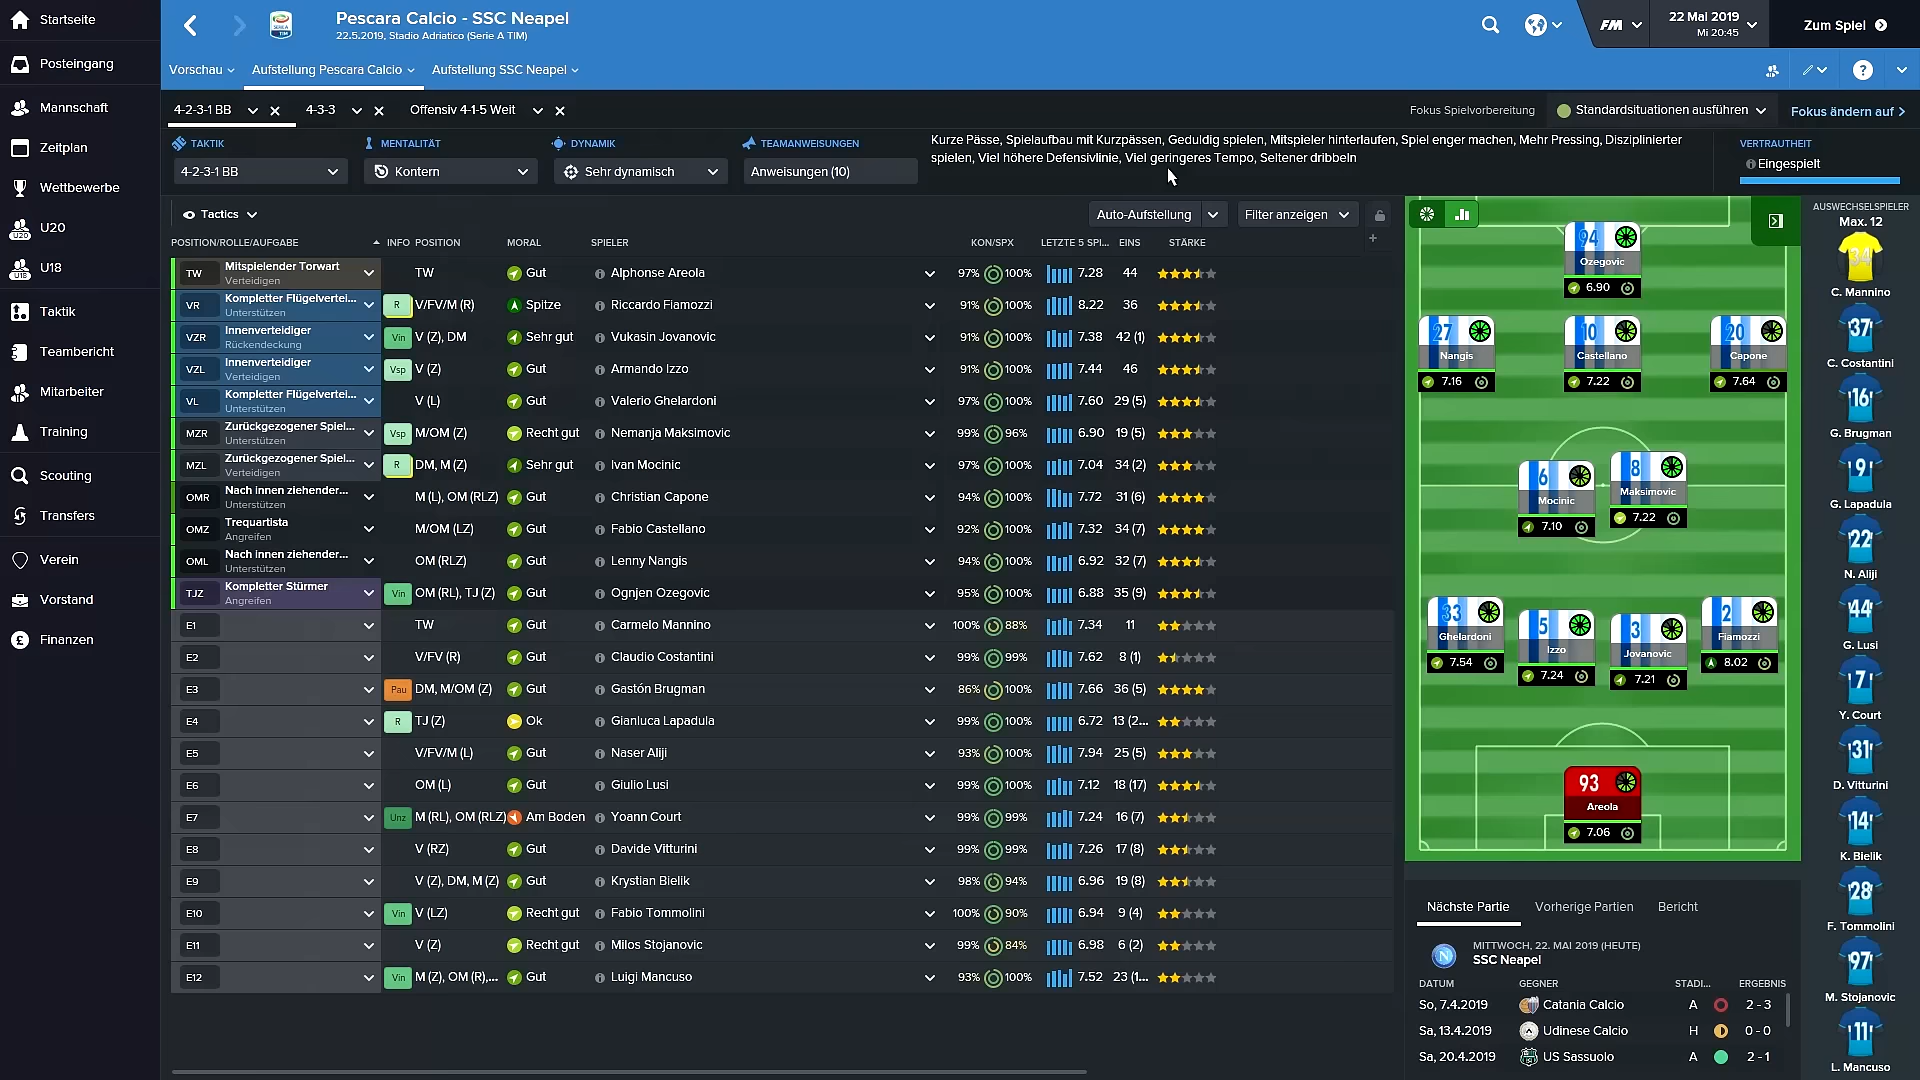 Startseite
Posteingang
Mannschaft
Zeitplan
Wettbewerbe
U20
U18
Taktik
Teambericht
Mitarbeiter
Training
Scouting
Transfers
Verein
Vorstand
Finanzen
Pescara Calcio - SSC Neapel
22.5.2019, Stadio Adriatico (Serie A TIM)
FM
22 Mai 2019
Mi 20:45
Zum Spiel
Vorschau
Aufstellung Pescara Calcio
Aufstellung SSC Neapel
4-2-3-1 BB
4-3-3
Offensiv 4-1-5 Weit
Fokus Spielvorbereitung
Standardsituationen ausführen
Fokus ändern auf >
TAKTIK
MENTALITÄT
DYNAMIK
TEAMANWEISUNGEN
4-2-3-1 BB
Kontern
Sehr dynamisch
Anweisungen (10)
Kurze Pässe, Spielaufbau mit Kurzpässen, Geduldig spielen, Mitspieler hinterlaufen, Spiel enger machen, Mehr Pressing, Disziplinierter
spielen, Viel höhere Defensivlinie, Viel geringeres Tempo, Seltener dribbeln
VERTRAUTHEIT
Eingespielt
Tactics
Auto-Aufstellung
Filter anzeigen
POSITION/ROLLE/AUFGABE INFO POSITION MORAL SPIELER KON/SPX LETZTE 5 SPI... EINS STÄRKE
TW Mitspielender Torwart Verteidigen TW Gut Alphonse Areola 97% 100% 7.28 44
VR Kompletter Flügelvertei... Unterstützen R V/FV/M (R) Spitze Riccardo Fiamozzi 91% 100% 8.22 36
VZR Innenverteidiger Rückendeckung Vin V (Z), DM Sehr gut Vukasin Jovanovic 91% 100% 7.38 42 (1)
VZL Innenverteidiger Verteidigen Vsp V (Z) Gut Armando Izzo 91% 100% 7.44 46
VL Kompletter Flügelvertei... Unterstützen V (L) Gut Valerio Ghelardoni 97% 100% 7.60 29 (5)
MZR Zurückgezogener Spiel... Unterstützen Vsp M/OM (Z) Recht gut Nemanja Maksimovic 99% 96% 6.90 19 (5)
MZL Zurückgezogener Spiel... Verteidigen R DM, M (Z) Sehr gut Ivan Mocinic 97% 100% 7.04 34 (2)
OMR Nach innen ziehender... Unterstützen M (L), OM (RLZ) Gut Christian Capone 94% 100% 7.72 31 (6)
OMZ Trequartista Angreifen M/OM (LZ) Gut Fabio Castellano 92% 100% 7.32 34 (7)
OML Nach innen ziehender... Unterstützen OM (RLZ) Gut Lenny Nangis 94% 100% 6.92 32 (7)
TJZ Kompletter Stürmer Angreifen Vin OM (RL), TJ (Z) Gut Ognjen Ozegovic 95% 100% 6.88 35 (9)
E1 TW Gut Carmelo Mannino 100% 88% 7.34 11
E2 V/FV (R) Gut Claudio Costantini 99% 99% 7.62 8 (1)
E3 Pau DM, M/OM (Z) Gut Gastón Brugman 86% 100% 7.66 36 (5)
E4 R TJ (Z) Ok Gianluca Lapadula 99% 100% 6.72 13 (2...
E5 V/FV/M (L) Gut Naser Aliji 93% 100% 7.94 25 (5)
E6 OM (L) Gut Giulio Lusi 99% 100% 7.12 18 (17)
E7 Unz M (RL), OM (RLZ) Am Boden Yoann Court 99% 99% 7.24 16 (7)
E8 V (RZ) Gut Davide Vitturini 99% 99% 7.26 17 (8)
E9 V (Z), DM, M (Z) Gut Krystian Bielik 98% 94% 6.96 19 (8)
E10 Vin V (LZ) Recht gut Fabio Tommolini 100% 90% 6.94 9 (4)
E11 V (Z) Recht gut Milos Stojanovic 99% 84% 6.98 6 (2)
E12 Vin M (Z), OM (R),... Gut Luigi Mancuso 93% 100% 7.52 23 (1...
94
Ozegovic
6.90
27 10 20
Nangis Castellano Capone
7.16 7.22 7.64
6 8
Mocinic Maksimovic
7.10 7.22
33 5 3 2
Ghelardoni Izzo Jovanovic Fiamozzi
7.54 7.24 7.21 8.02
93
Areola
7.06
AUSWECHSELSPIELER
Max. 12
34
C. Mannino
37
C. Costantini
16
G. Brugman
9
G. Lapadula
22
N. Aliji
44
G. Lusi
7
Y. Court
31
D. Vitturini
14
K. Bielik
28
F. Tommolini
97
M. Stojanovic
11
L. Mancuso
Nächste Partie
Vorherige Partien
Bericht
MITTWOCH, 22. MAI 2019 (HEUTE)
SSC Neapel
DATUM GEGNER STADI... ERGEBNIS
So, 7.4.2019 Catania Calcio A 2 - 3
Sa, 13.4.2019 Udinese Calcio H 0 - 0
Sa, 20.4.2019 US Sassuolo A 2 - 1